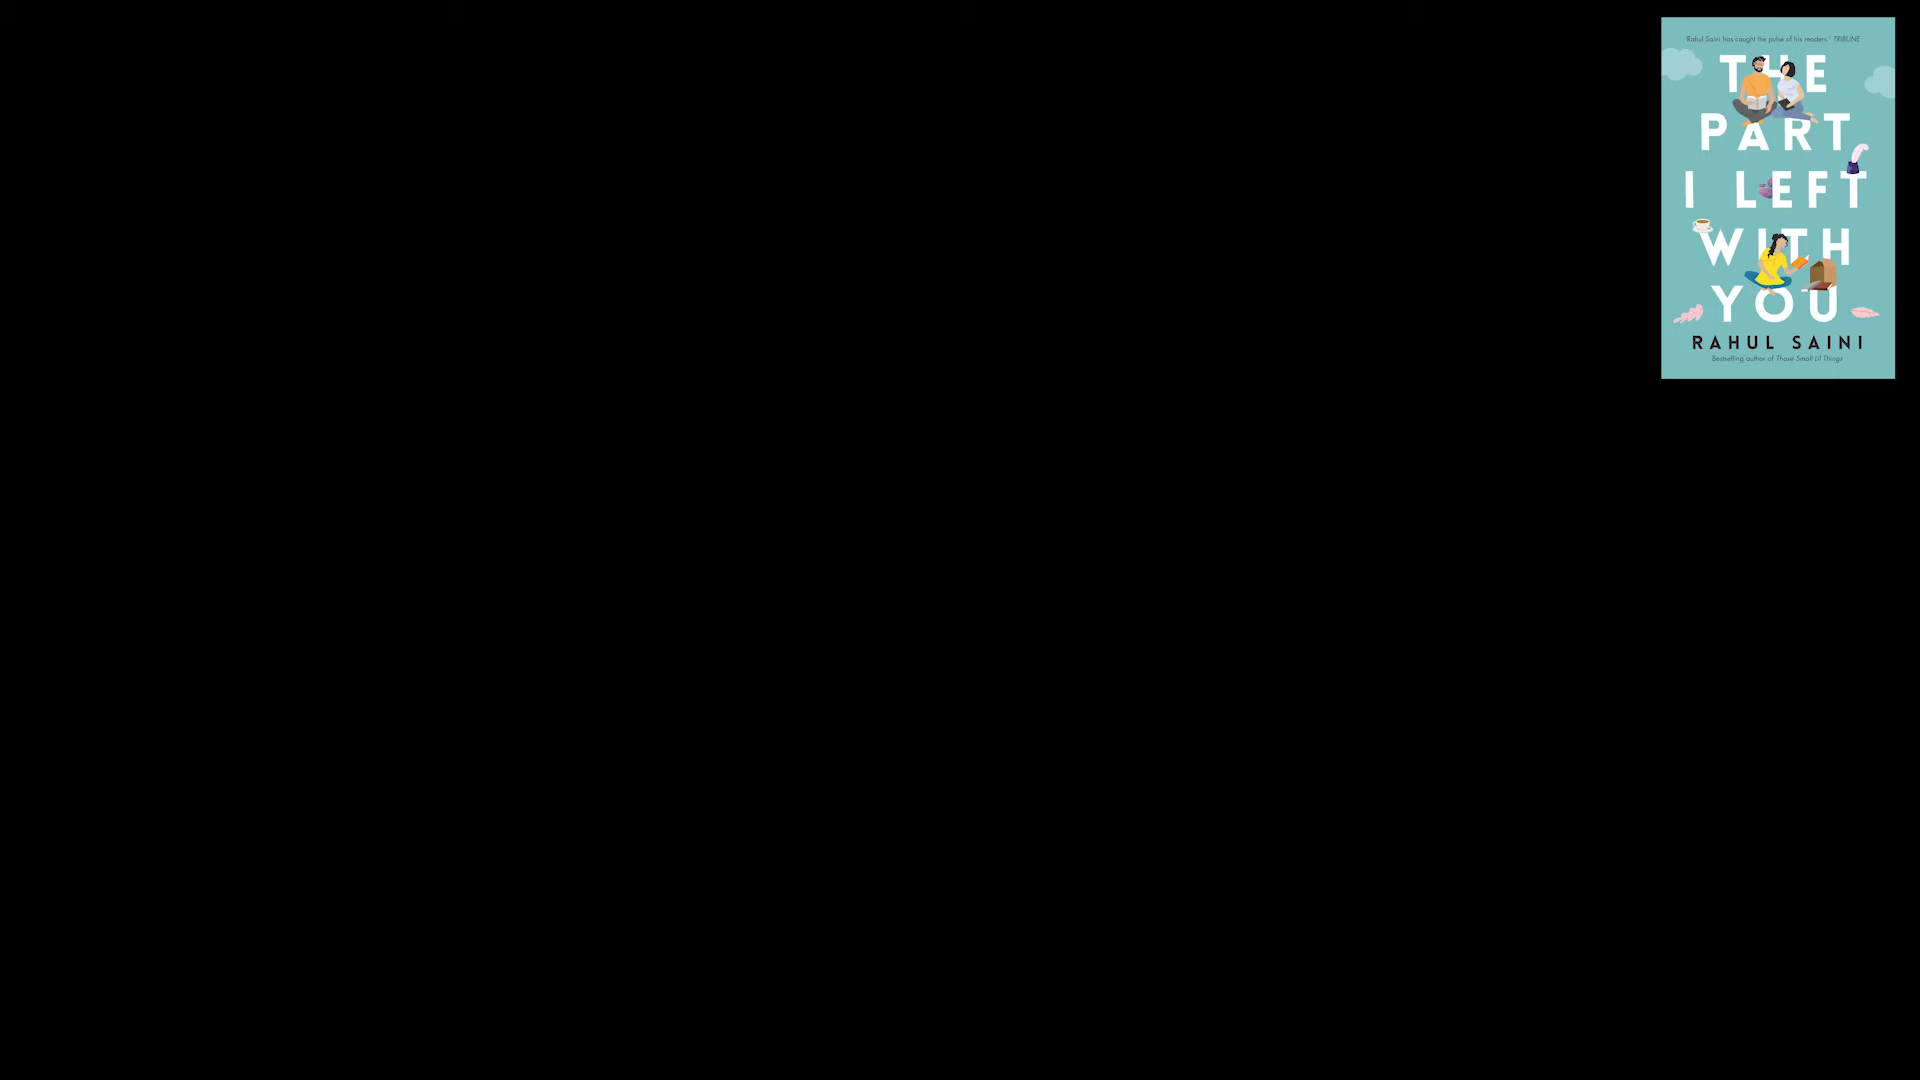 'Rahul Saini has caught the pulse of his readers.' TRIBUNE
THE
PART
I LEFT
WITH
YOU
RAHUL SAINI
Bestselling author of Those Small Lil Things